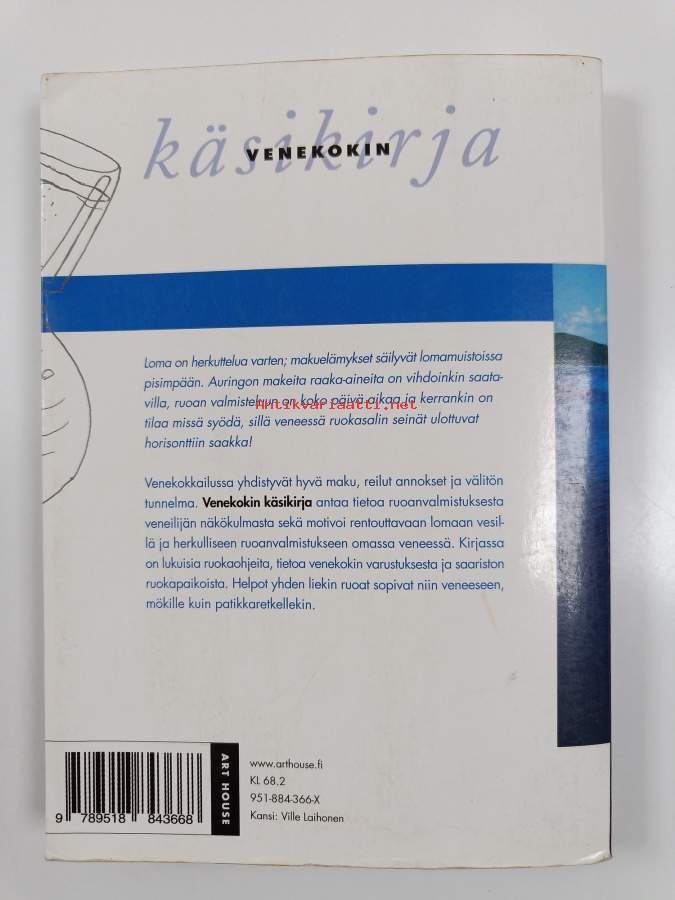 käsikirja
VENEKOKIN
Loma on herkuttelua varten; makuelämykset säilyvät lomamuistoissa
pisimpään. Auringon makeita raaka-aineita on vihdoinkin saata-
villa, ruoan valmisteluun on koko päivä aikaa ja kerrankin on
Antikvariaatti.net
tilaa missä syödä, sillä veneessä ruokasalin seinät ulottuvat
horisonttiin saakka!
Venekokkailussa yhdistyvät hyvä maku, reilut annokset ja välitön
tunnelma. Venekokin käsikirja antaa tietoa ruoanvalmistuksesta
veneilijän näkökulmasta sekä motivoi rentouttavaan lomaan vesil-
lä ja herkulliseen ruoanvalmistukseen omassa veneessä. Kirjassa
on lukuisia ruokaohjeita, tietoa venekokin varustuksesta ja saariston
ruokapaikoista. Helpot yhden liekin ruoat sopivat niin veneeseen,
mökille kuin patikkaretkellekin.
ART HOUSE
www.arthouse.fi
KL 68.2
951-884-366-X
Kansi: Ville Laihonen
9 789518 843668